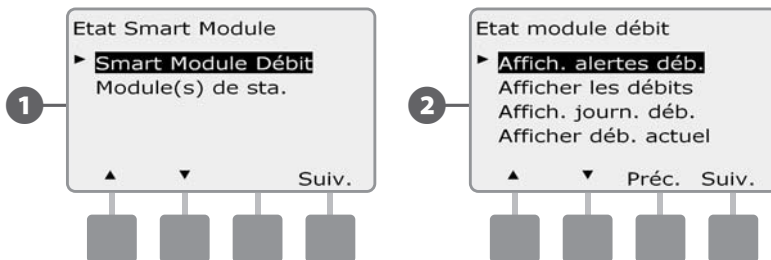 1
Etat Smart Module
► Smart Module Débit
Module(s) de sta.
▲ ▼ Suiv.
2
Etat module débit
► Affich. alertes déb.
Afficher les débits
Affich. journ. déb.
Afficher déb. actuel
▲ ▼ Préc. Suiv.